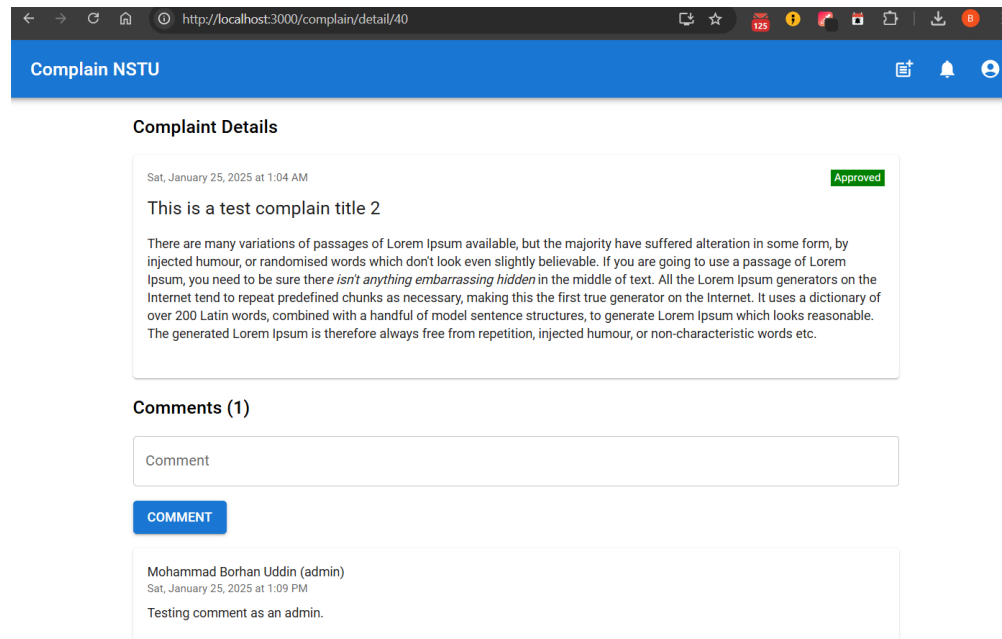 http://localhost:3000/complain/detail/40
125
B
Complain NSTU
Complaint Details
Sat, January 25, 2025 at 1:04 AM
Approved
This is a test complain title 2
There are many variations of passages of Lorem Ipsum available, but the majority have suffered alteration in some form, by
injected humour, or randomised words which don't look even slightly believable. If you are going to use a passage of Lorem
Ipsum, you need to be sure there isn't anything embarrassing hidden in the middle of text. All the Lorem Ipsum generators on the
Internet tend to repeat predefined chunks as necessary, making this the first true generator on the Internet. It uses a dictionary of
over 200 Latin words, combined with a handful of model sentence structures, to generate Lorem Ipsum which looks reasonable.
The generated Lorem Ipsum is therefore always free from repetition, injected humour, or non-characteristic words etc.
Comments (1)
Comment
COMMENT
Mohammad Borhan Uddin (admin)
Sat, January 25, 2025 at 1:09 PM
Testing comment as an admin.